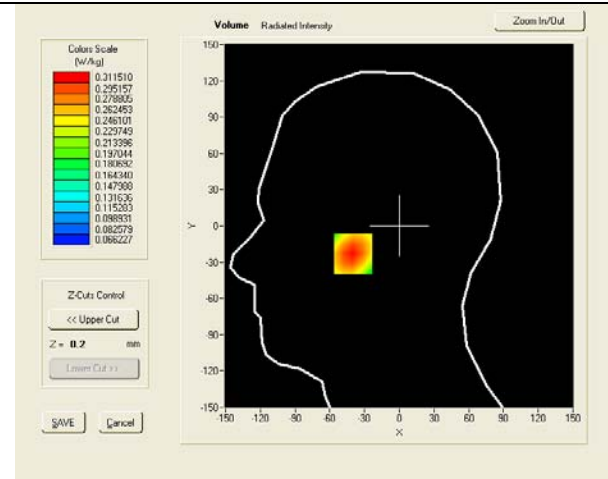 Volume Radiated Intensity
Zoom In/Out
Colors Scale
(W/kg)
0.311510
0.295157
0.278805
0.262453
0.246101
0.229749
0.213396
0.197044
0.180692
0.164340
0.147988
0.131636
0.115283
0.098931
0.082579
0.066227
Z-Cuts Control
<< Upper Cut
Z = 0.2 mm
Lower Cut >>
SAVE Cancel
150
120
90
60
30
0
-30
-60
-90
-120
-150
Y
-150 -120 -90 -60 -30 0 30 60 90 120 150
X